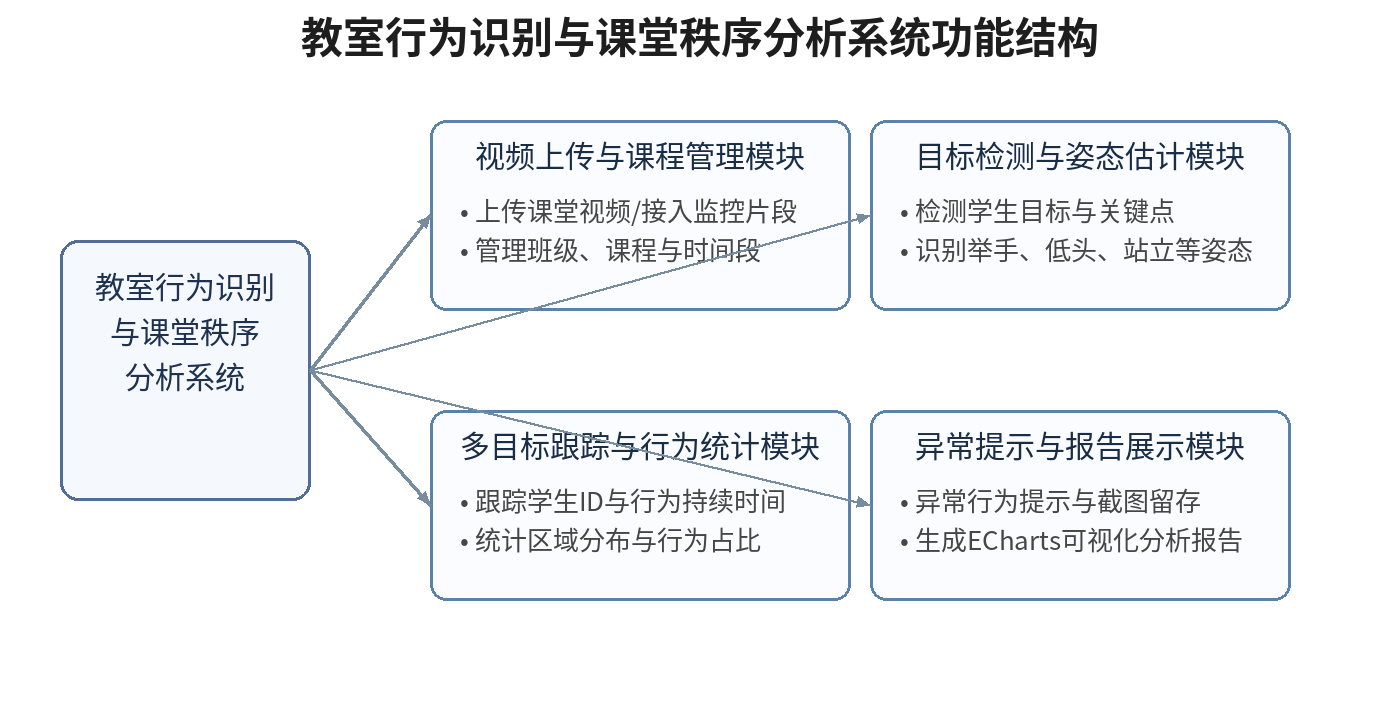 教室行为识别与课堂秩序分析系统功能结构
教室行为识别
与课堂秩序
分析系统
视频上传与课程管理模块
• 上传课堂视频/接入监控片段
• 管理班级、课程与时间段
目标检测与姿态估计模块
• 检测学生目标与关键点
• 识别举手、低头、站立等姿态
多目标跟踪与行为统计模块
• 跟踪学生ID与行为持续时间
• 统计区域分布与行为占比
异常提示与报告展示模块
• 异常行为提示与截图留存
• 生成ECharts可视化分析报告